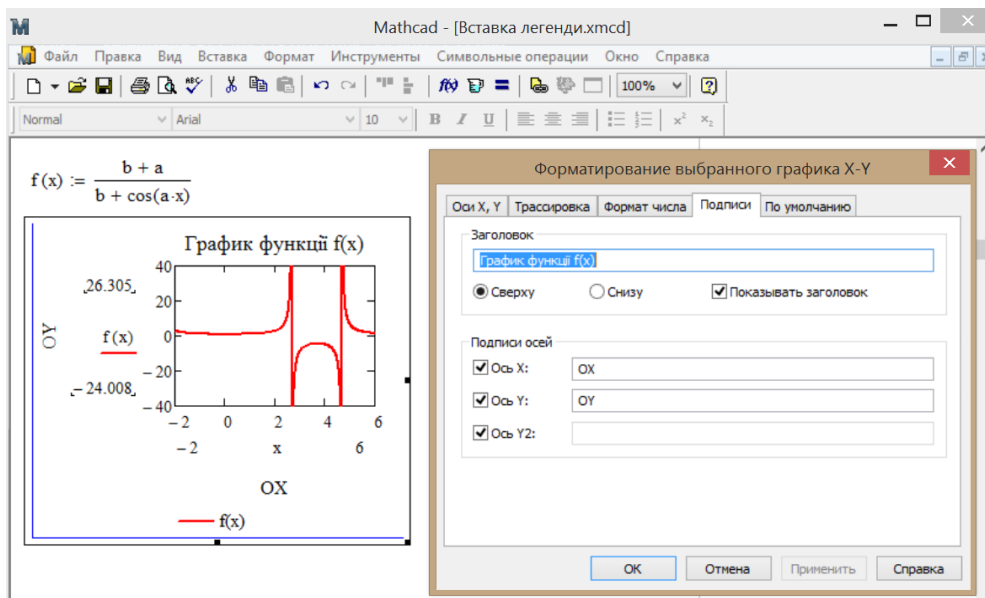 Mathcad - [Вставка легенди.xmcd]
Файл Правка Вид Вставка Формат Инструменты Символьные операции Окно Справка
100%
Normal Arial 10 B I U x² x₂
f(x) := (b + a)/(b + cos(a·x))
График функції f(x)
26.305
OY
f(x)
−24.008
40
20
0
−20
−40
−2 0 2 4 6
−2 x 6
OX
f(x)
Форматирование выбранного графика X-Y
Оси X, Y Трассировка Формат числа Подписи По умолчанию
Заголовок
График функції f(x)
Сверху Снизу Показывать заголовок
Подписи осей
Ось X: OX
Ось Y: OY
Ось Y2:
OK Отмена Применить Справка